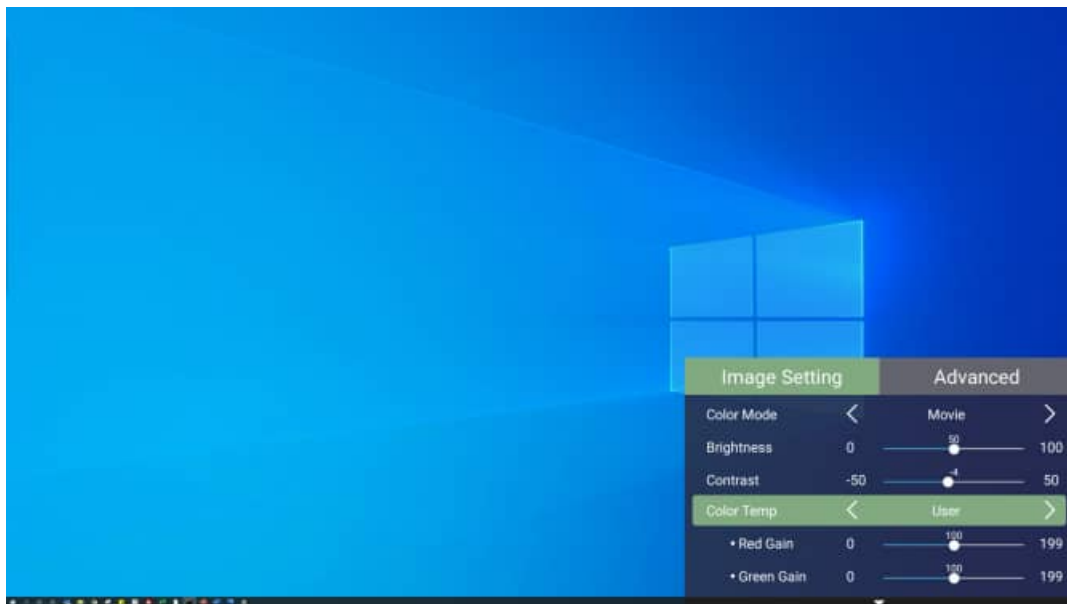 Image Setting Advanced
Color Mode Movie
50
Brightness 0 100
-4
Contrast -50 50
Color Temp User
100
• Red Gain 0 199
100
• Green Gain 0 199